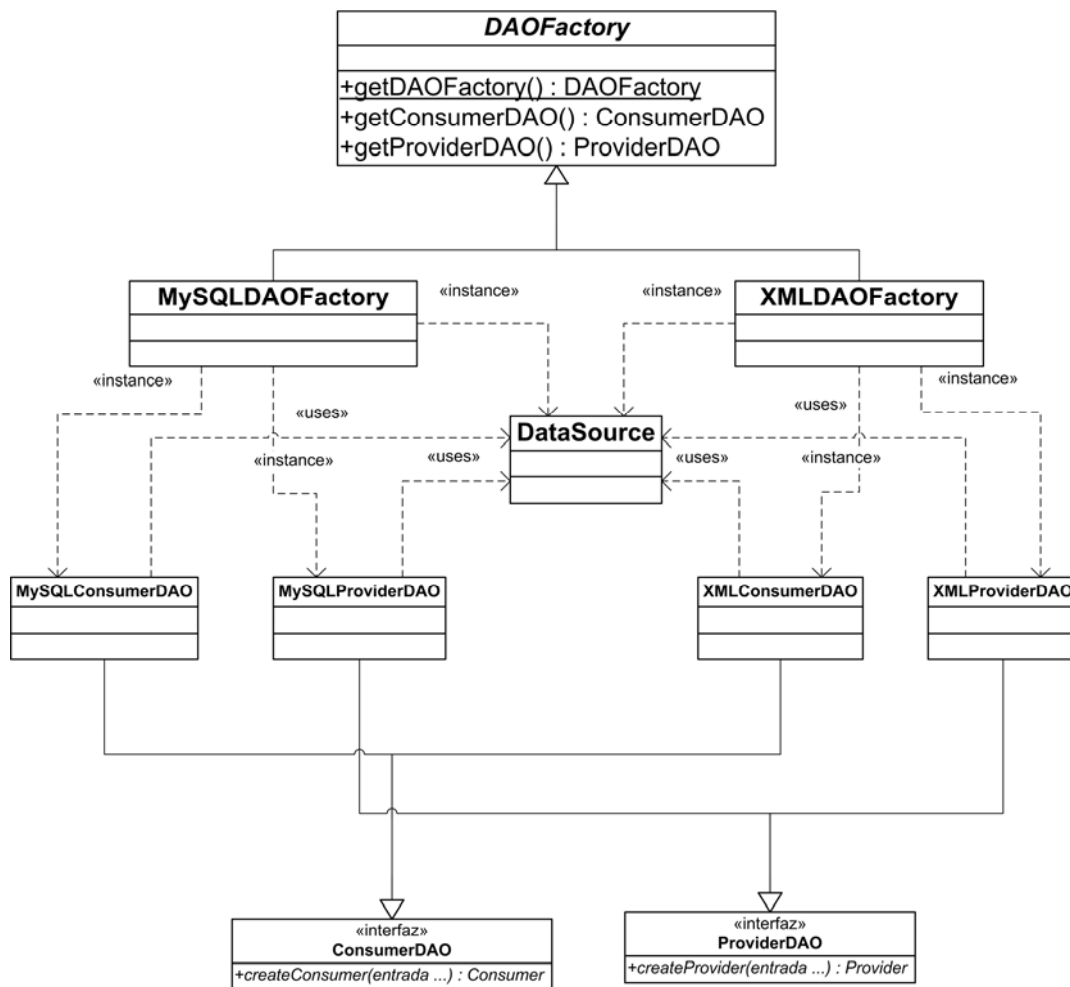 DAOFactory
+getDAOFactory() : DAOFactory
+getConsumerDAO() : ConsumerDAO
+getProviderDAO() : ProviderDAO
MySQLDAOFactory
«instance»
«instance»
XMLDAOFactory
«instance»
«instance»
«uses»
«uses»
DataSource
«instance»
«uses»
«uses»
«instance»
MySQLConsumerDAO
MySQLProviderDAO
XMLConsumerDAO
XMLProviderDAO
«interfaz»
ConsumerDAO
+createConsumer(entrada ...) : Consumer
«interfaz»
ProviderDAO
+createProvider(entrada ...) : Provider